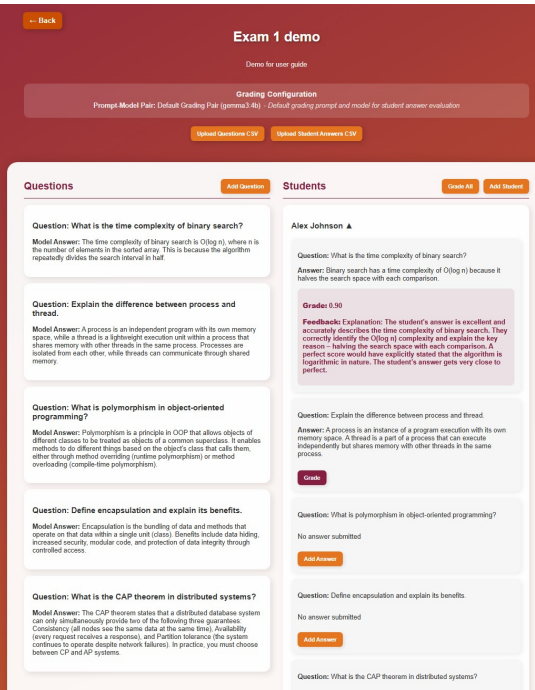 ← Back
Exam 1 demo
Demo for user guide
Grading Configuration
Prompt-Model Pair: Default Grading Pair (gemma3:4b) - Default grading prompt and model for student answer evaluation
Upload Questions CSV
Upload Student Answers CSV
Questions
Add Question
Question: What is the time complexity of binary search?
Model Answer: The time complexity of binary search is O(log n), where n is
the number of elements in the sorted array. This is because the algorithm
repeatedly divides the search interval in half.
Question: Explain the difference between process and
thread.
Model Answer: A process is an independent program with its own memory
space, while a thread is a lightweight execution unit within a process that
shares memory with other threads in the same process. Processes are
isolated from each other, while threads can communicate through shared
memory.
Question: What is polymorphism in object-oriented
programming?
Model Answer: Polymorphism is a principle in OOP that allows objects of
different classes to be treated as objects of a common superclass. It enables
methods to do different things based on the object's class that calls them,
either through method overriding (runtime polymorphism) or method
overloading (compile-time polymorphism).
Question: Define encapsulation and explain its benefits.
Model Answer: Encapsulation is the bundling of data and methods that
operate on that data within a single unit (class). Benefits include data hiding,
increased security, modular code, and protection of data integrity through
controlled access.
Question: What is the CAP theorem in distributed systems?
Model Answer: The CAP theorem states that a distributed database system
can only simultaneously provide two of the following three guarantees:
Consistency (all nodes see the same data at the same time), Availability
(every request receives a response), and Partition tolerance (the system
continues to operate despite network failures). In practice, you must choose
between CP and AP systems.
Students
Grade All
Add Student
Alex Johnson ▲
Question: What is the time complexity of binary search?
Answer: Binary search has a time complexity of O(log n) because it
halves the search space with each comparison.
Grade: 0.90
Feedback: Explanation: The student's answer is excellent and
accurately describes the time complexity of binary search. They
correctly identify the O(log n) complexity and explain the key
reason – halving the search space with each comparison. A
perfect score would have explicitly stated that the algorithm is
logarithmic in nature. The student's answer gets very close to
perfect.
Question: Explain the difference between process and thread.
Answer: A process is an instance of a program execution with its own
memory space. A thread is a part of a process that can execute
independently but shares memory with other threads in the same
process.
Grade
Question: What is polymorphism in object-oriented programming?
No answer submitted
Add Answer
Question: Define encapsulation and explain its benefits.
No answer submitted
Add Answer
Question: What is the CAP theorem in distributed systems?